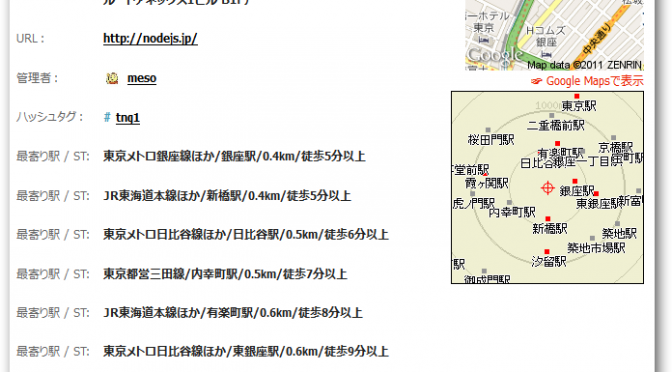 URL : http://nodejs.jp/
管理者 : meso
ハッシュタグ : # tnq1
最寄り駅 / ST: 東京メトロ銀座線ほか/銀座駅/0.4km/徒歩5分以上
最寄り駅 / ST: JR東海道本線ほか/新橋駅/0.4km/徒歩5分以上
最寄り駅 / ST: 東京メトロ日比谷線ほか/日比谷駅/0.5km/徒歩6分以上
最寄り駅 / ST: 東京都営三田線/内幸町駅/0.5km/徒歩7分以上
最寄り駅 / ST: JR東海道本線ほか/有楽町駅/0.6km/徒歩8分以上
最寄り駅 / ST: 東京メトロ日比谷線ほか/東銀座駅/0.6km/徒歩9分以上
ホテル
東京
Hコムズ
銀座
中央通り
Google
Map data ©2011 ZENRIN
Google Mapsで表示
東京駅
1000
二重橋前駅
桜田門駅
京橋駅
有楽町駅
銀座一丁目駅
霞ヶ関駅
銀座駅
虎ノ門駅
内幸町駅
東銀座駅
新橋駅
築地駅
築地市場駅
汐留駅
御成門駅